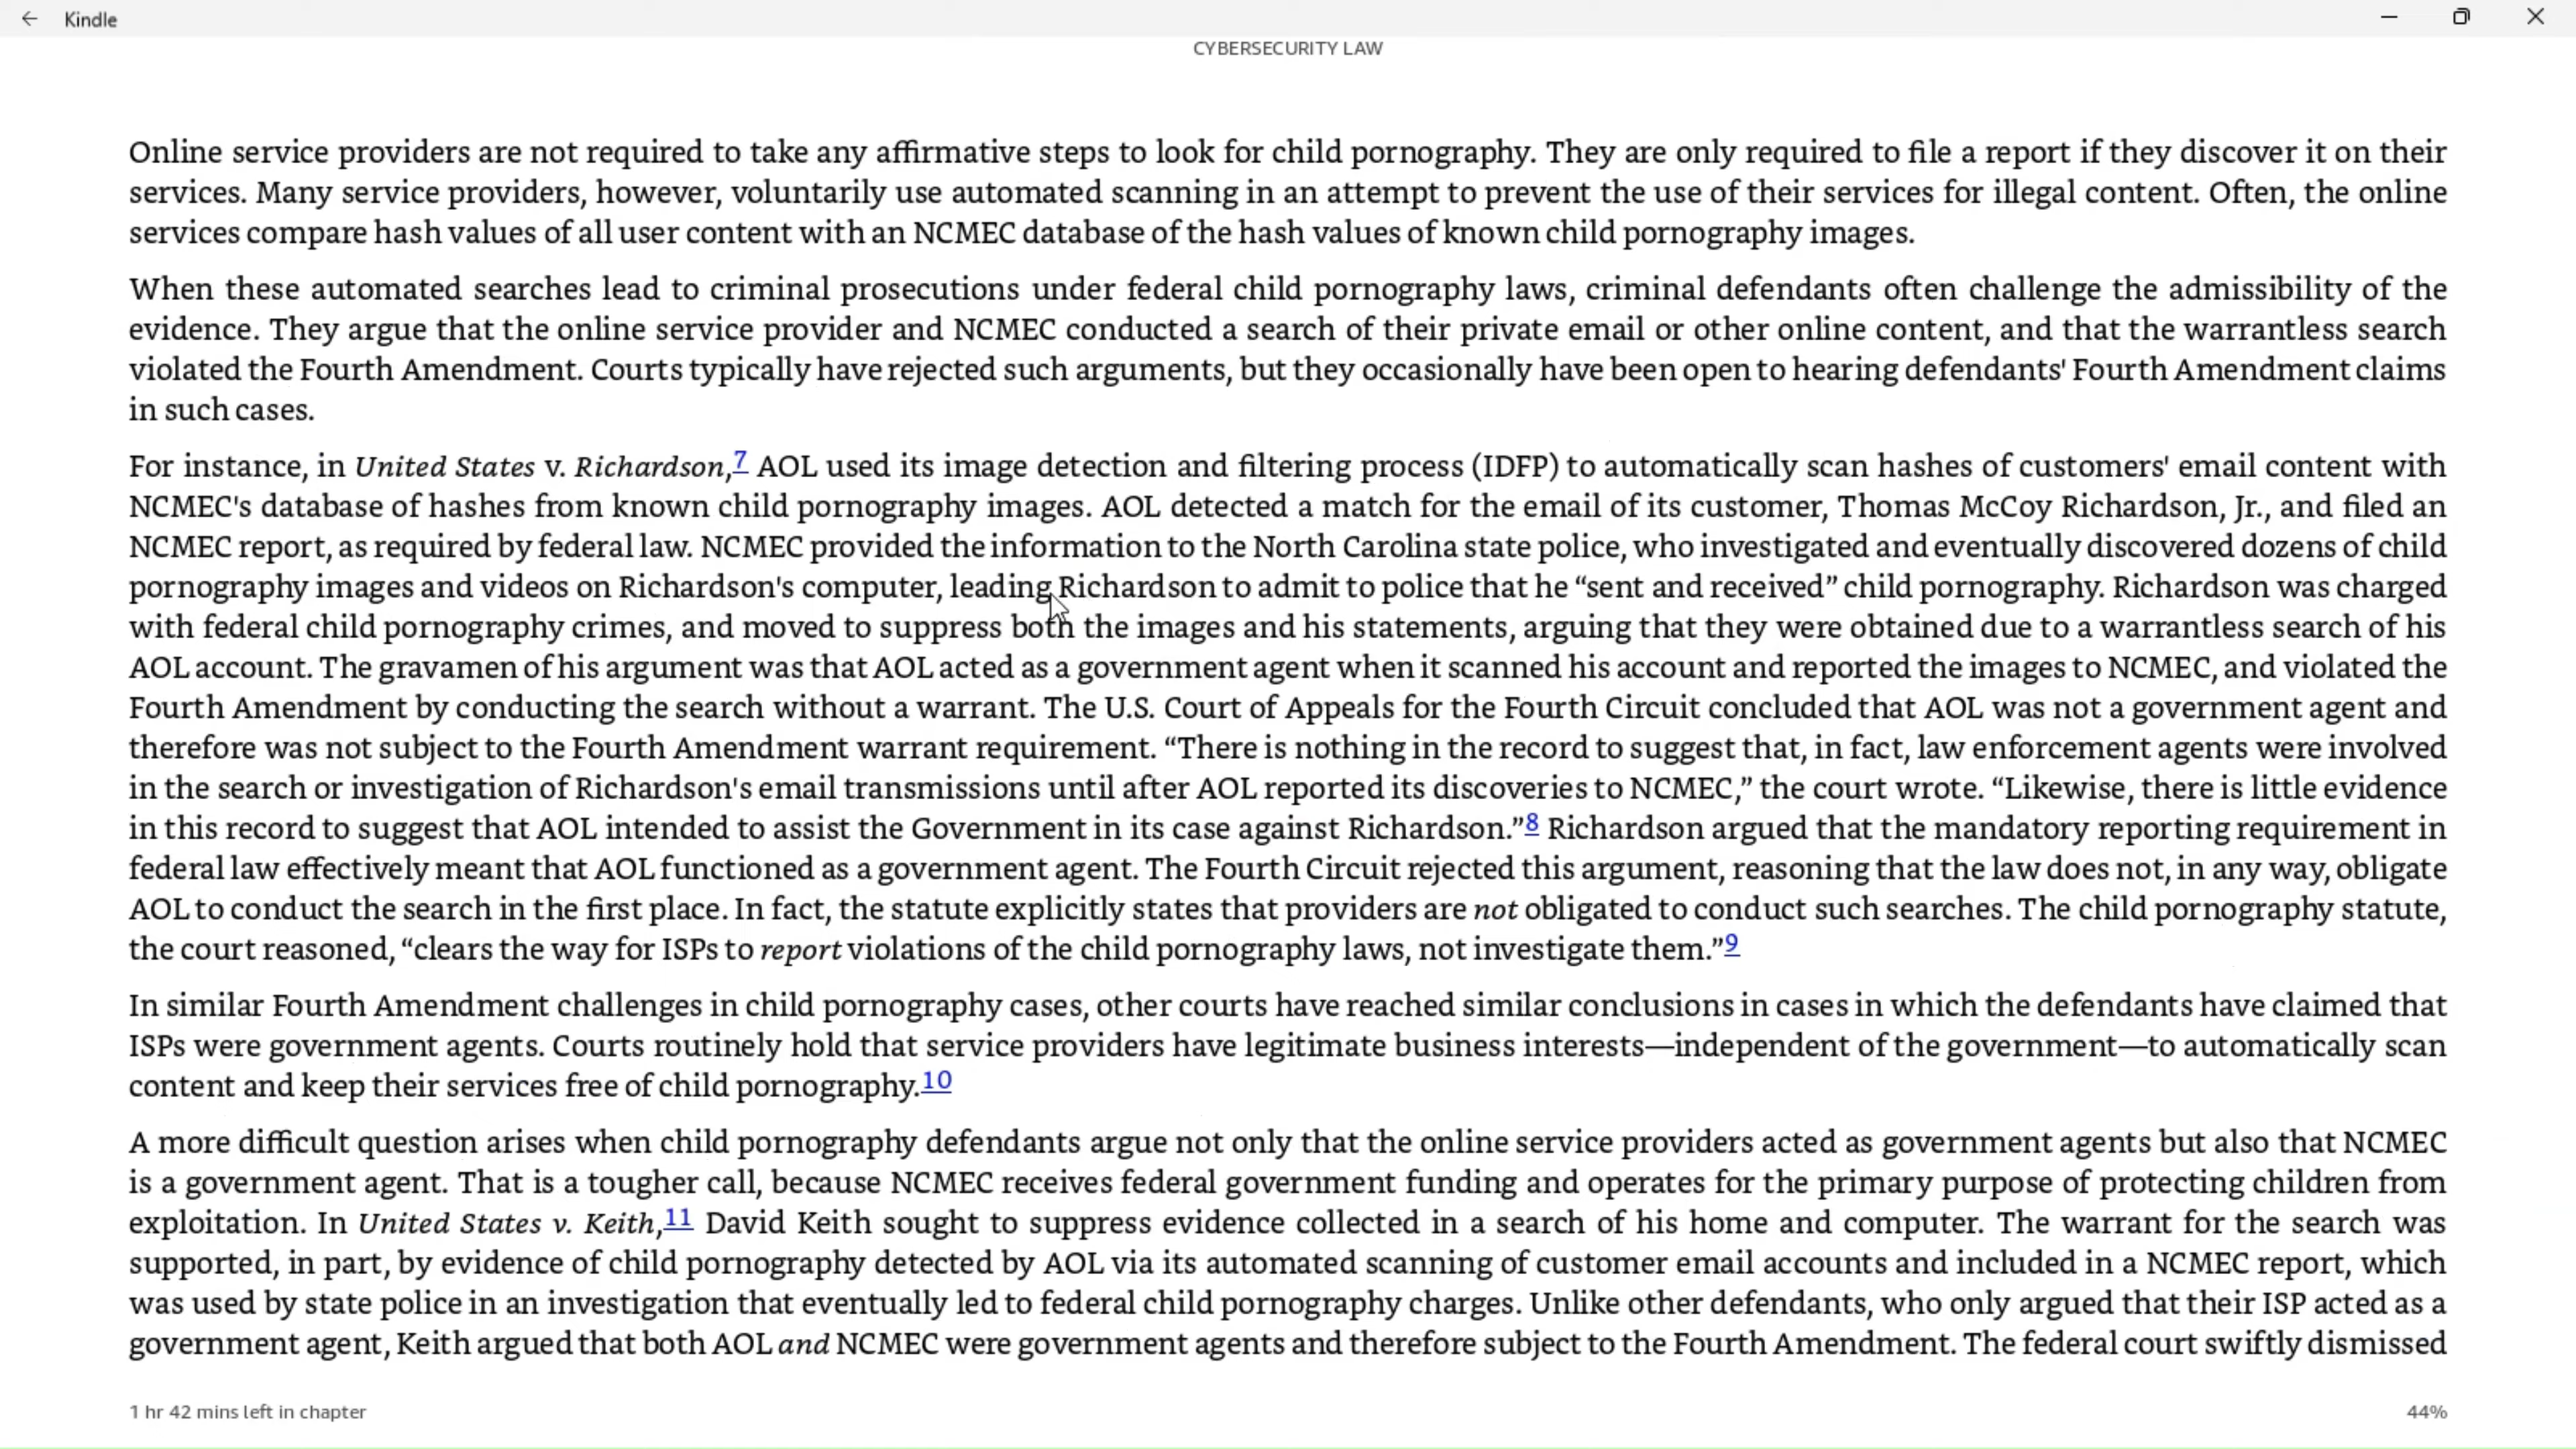 Kindle
CYBERSECURITY LAW
Online service providers are not required to take any affirmative steps to look for child pornography. They are only required to file a report if they discover it on their
services. Many service providers, however, voluntarily use automated scanning in an attempt to prevent the use of their services for illegal content. Often, the online
services compare hash values of all user content with an NCMEC database of the hash values of known child pornography images.
When these automated searches lead to criminal prosecutions under federal child pornography laws, criminal defendants often challenge the admissibility of the
evidence. They argue that the online service provider and NCMEC conducted a search of their private email or other online content, and that the warrantless search
violated the Fourth Amendment. Courts typically have rejected such arguments, but they occasionally have been open to hearing defendants' Fourth Amendment claims
in such cases.
For instance, in United States v. Richardson,7 AOL used its image detection and filtering process (IDFP) to automatically scan hashes of customers' email content with
NCMEC's database of hashes from known child pornography images. AOL detected a match for the email of its customer, Thomas McCoy Richardson, Jr., and filed an
NCMEC report, as required by federal law. NCMEC provided the information to the North Carolina state police, who investigated and eventually discovered dozens of child
pornography images and videos on Richardson's computer, leading Richardson to admit to police that he “sent and received” child pornography. Richardson was charged
with federal child pornography crimes, and moved to suppress both the images and his statements, arguing that they were obtained due to a warrantless search of his
AOL account. The gravamen of his argument was that AOL acted as a government agent when it scanned his account and reported the images to NCMEC, and violated the
Fourth Amendment by conducting the search without a warrant. The U.S. Court of Appeals for the Fourth Circuit concluded that AOL was not a government agent and
therefore was not subject to the Fourth Amendment warrant requirement. “There is nothing in the record to suggest that, in fact, law enforcement agents were involved
in the search or investigation of Richardson's email transmissions until after AOL reported its discoveries to NCMEC,” the court wrote. “Likewise, there is little evidence
in this record to suggest that AOL intended to assist the Government in its case against Richardson.”8 Richardson argued that the mandatory reporting requirement in
federal law effectively meant that AOL functioned as a government agent. The Fourth Circuit rejected this argument, reasoning that the law does not, in any way, obligate
AOL to conduct the search in the first place. In fact, the statute explicitly states that providers are not obligated to conduct such searches. The child pornography statute,
the court reasoned, “clears the way for ISPs to report violations of the child pornography laws, not investigate them.”9
In similar Fourth Amendment challenges in child pornography cases, other courts have reached similar conclusions in cases in which the defendants have claimed that
ISPs were government agents. Courts routinely hold that service providers have legitimate business interests—independent of the government—to automatically scan
content and keep their services free of child pornography.10
A more difficult question arises when child pornography defendants argue not only that the online service providers acted as government agents but also that NCMEC
is a government agent. That is a tougher call, because NCMEC receives federal government funding and operates for the primary purpose of protecting children from
exploitation. In United States v. Keith,11 David Keith sought to suppress evidence collected in a search of his home and computer. The warrant for the search was
supported, in part, by evidence of child pornography detected by AOL via its automated scanning of customer email accounts and included in a NCMEC report, which
was used by state police in an investigation that eventually led to federal child pornography charges. Unlike other defendants, who only argued that their ISP acted as a
government agent, Keith argued that both AOL and NCMEC were government agents and therefore subject to the Fourth Amendment. The federal court swiftly dismissed
1 hr 42 mins left in chapter
44%